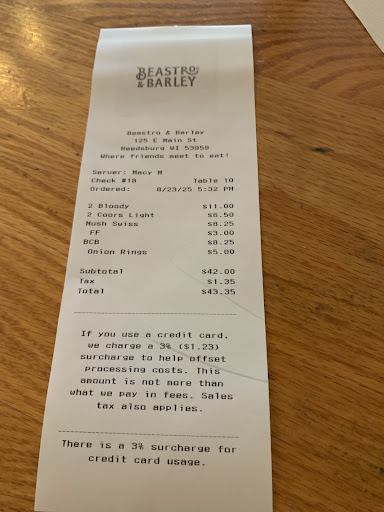 BEASTRO
& BARLEY
Beastro & Barley
125 E Main St
Reedsburg WI 53959
Where friends meet to eat!
Server: Mecy M
Check #18 Table 10
Ordered: 8/23/25 5:32 PM
2 Bloody $11.00
2 Coors Light $6.50
Mush Swiss $8.25
FF $3.00
BCB $8.25
Onion Rings $5.00
Subtotal $42.00
Tax $1.35
Total $43.35
If you use a credit card,
we charge a 3% ($1.23)
surcharge to help offset
processing costs. This
amount is not more than
what we pay in fees. Sales
tax also applies.
There is a 3% surcharge for
credit card usage.